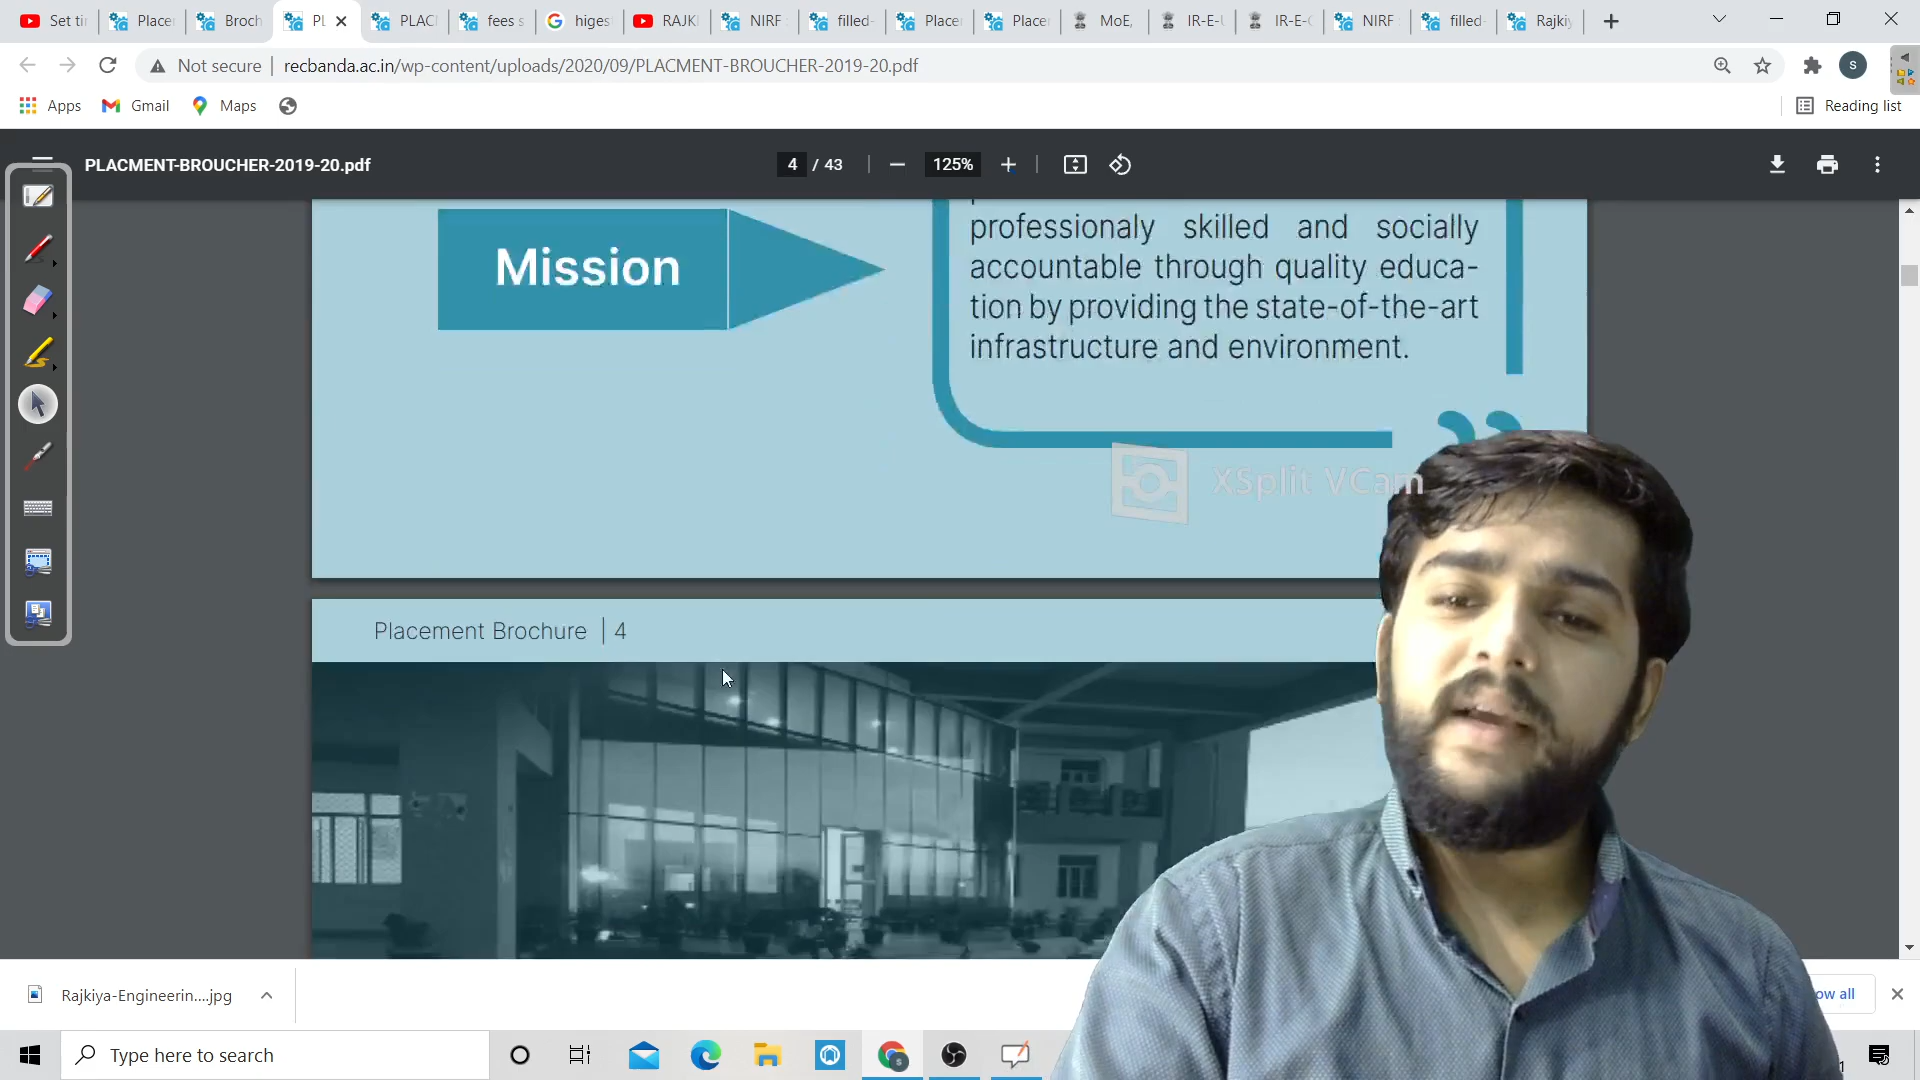 Set ti
Placer
Broch
PL
PLAC
fees s
higes
RAJKI
NIRF
filled-
Placer
Placer
MoE,
IR-E-U
IR-E-C
NIRF
filled-
Rajkiy
Not secure
recbanda.ac.in/wp-content/uploads/2020/09/PLACMENT-BROUCHER-2019-20.pdf
S
Apps
Gmail
Maps
Reading list
PLACMENT-BROUCHER-2019-20.pdf
4 / 43
125%
professionaly skilled and socially
Mission
accountable through quality educa-
tion by providing the state-of-the-art
infrastructure and environment.
”
XSplit VCam
Placement Brochure | 4
Rajkiya-Engineerin....jpg
ow all
Type here to search